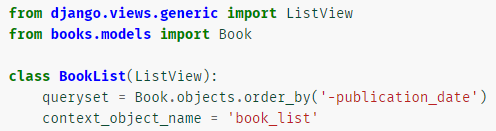 from django.views.generic import ListView
from books.models import Book

class BookList(ListView):
    queryset = Book.objects.order_by('-publication_date')
    context_object_name = 'book_list'